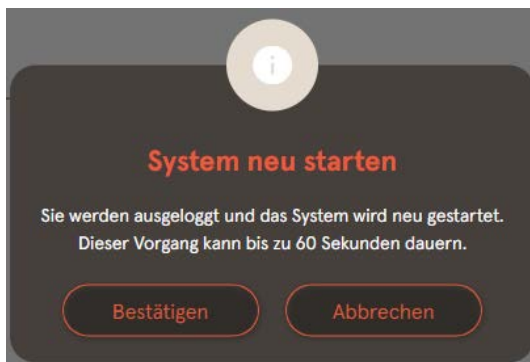 i
System neu starten
Sie werden ausgeloggt und das System wird neu gestartet.
Dieser Vorgang kann bis zu 60 Sekunden dauern.
Bestätigen
Abbrechen